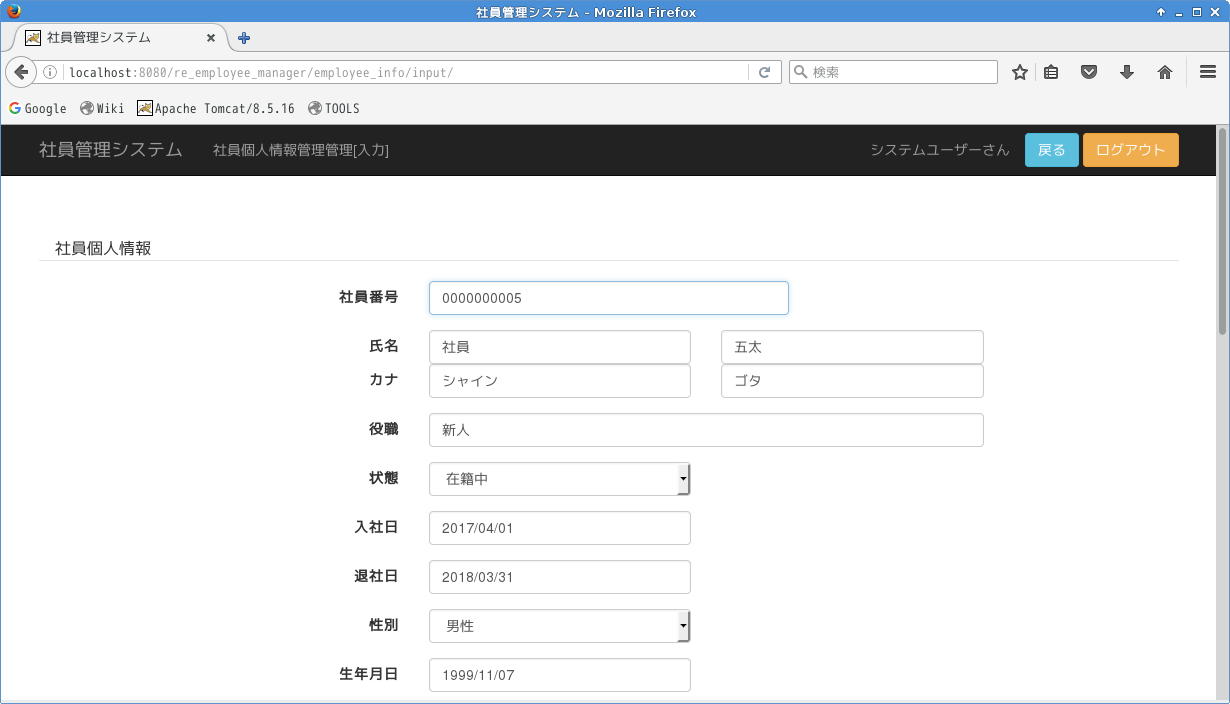 社員管理システム - Mozilla Firefox
社員管理システム
localhost:8080/re_employee_manager/employee_info/input/
検索
Google Wiki Apache Tomcat/8.5.16 TOOLS
社員管理システム 社員個人情報管理管理[入力] システムユーザーさん 戻る ログアウト
社員個人情報
社員番号 0000000005
氏名 社員 五太
カナ シャイン ゴタ
役職 新人
状態 在籍中
入社日 2017/04/01
退社日 2018/03/31
性別 男性
生年月日 1999/11/07